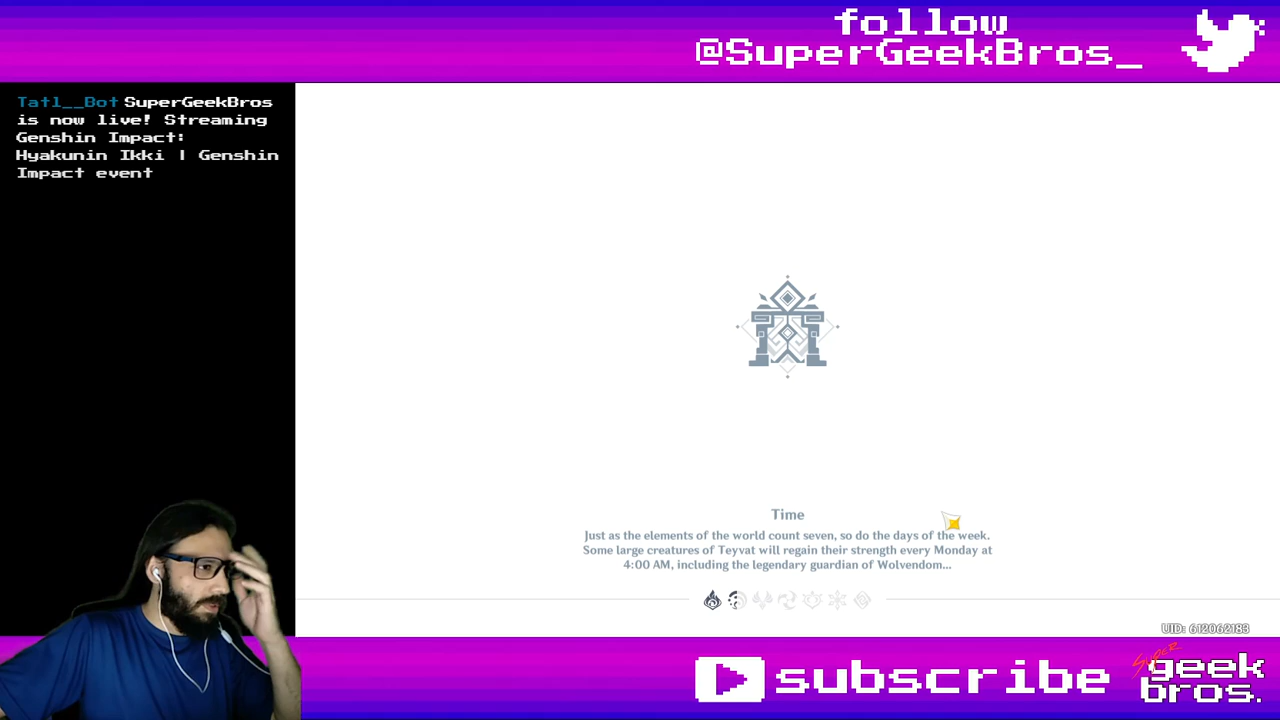 follow
@SuperGeekBros_
Tatl__Bot SuperGeekBros
is now live! Streaming
Genshin Impact:
Hyakunin Ikki | Genshin
Impact event
Time
Just as the elements of the world count seven, so do the days of the week.
Some large creatures of Teyvat will regain their strength every Monday at
4:00 AM, including the legendary guardian of Wolvendom...
UID: 612062183
subscribe
SUPER
geek
bros.